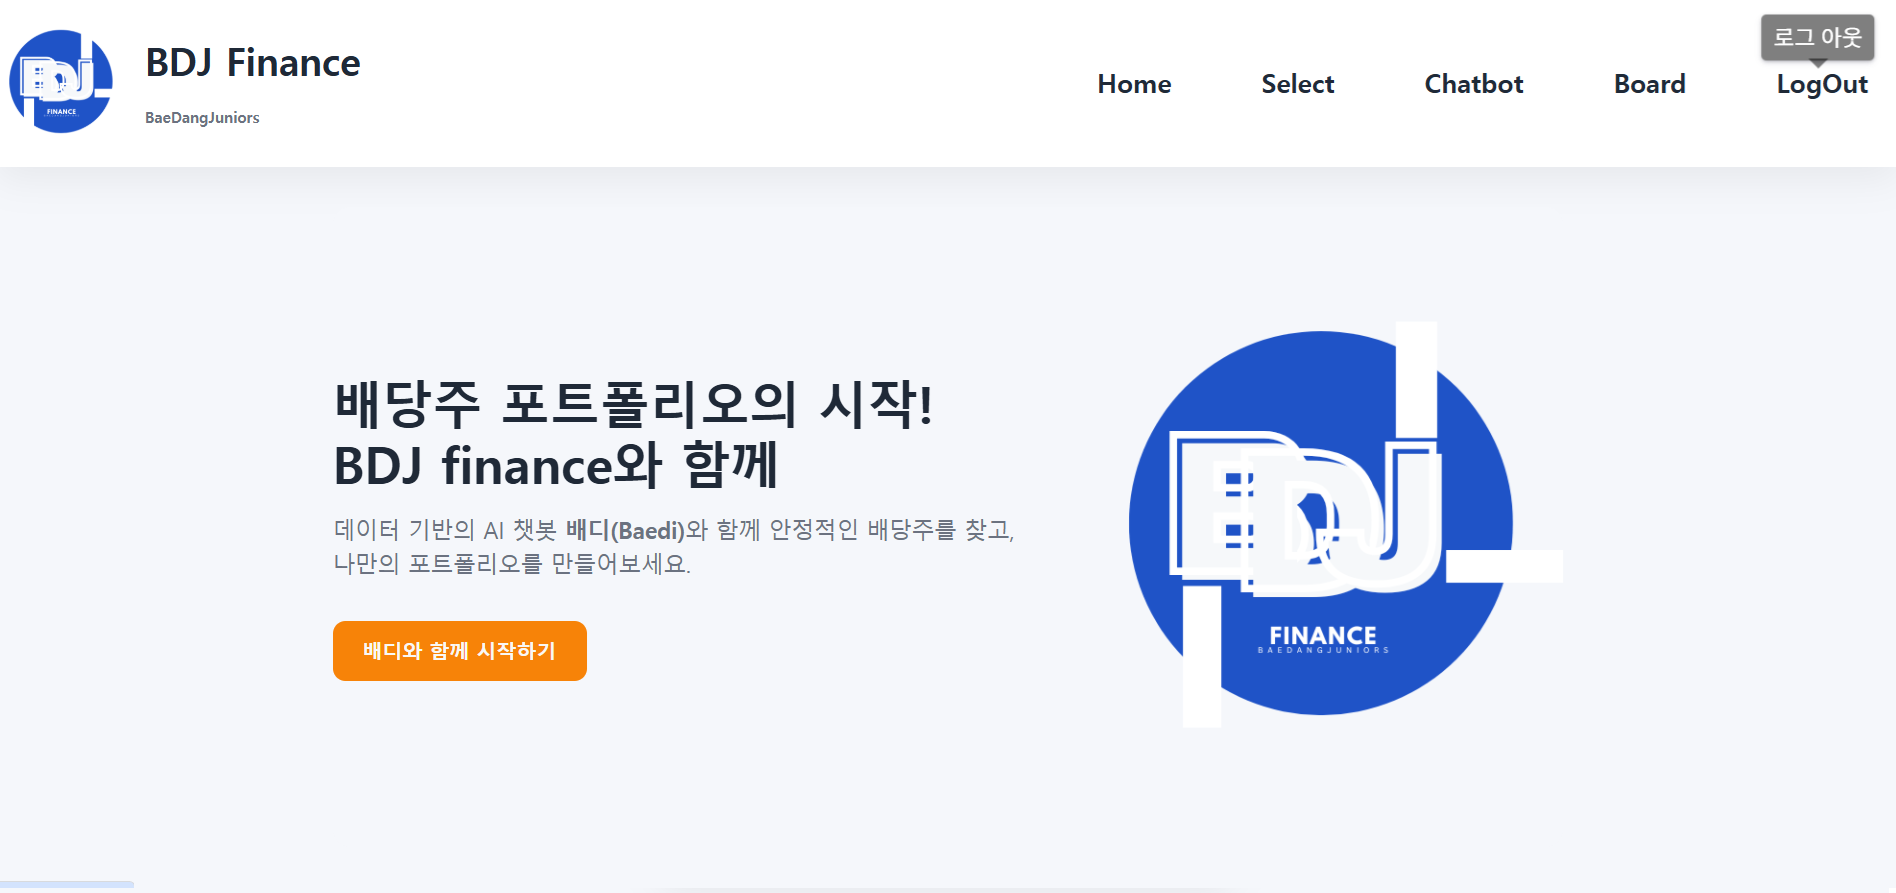 BDJ
FINANCE
BDJ Finance
BaeDangJuniors
Home
Select
Chatbot
Board
로그 아웃
LogOut
배당주 포트폴리오의 시작!
BDJ finance와 함께
데이터 기반의 AI 챗봇 배디(Baedi)와 함께 안정적인 배당주를 찾고,
나만의 포트폴리오를 만들어보세요.
배디와 함께 시작하기
BDJ
FINANCE
BAEDANGJUNIORS